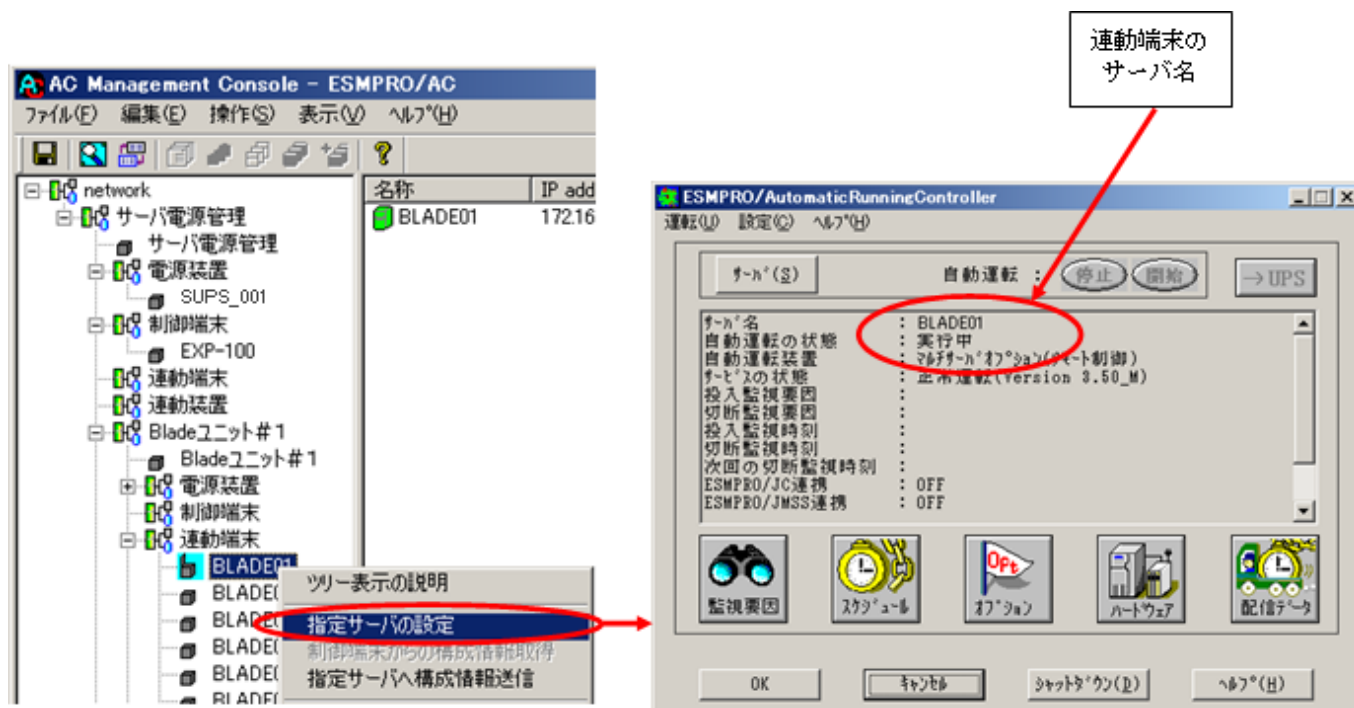 連動端末の
サーバ名
AC Management Console - ESMPRO/AC
ファイル(F) 編集(E) 操作(S) 表示(V) ヘルプ(H)
network
サーバ電源管理
サーバ電源管理
電源装置
SUPS_001
制御端末
EXP-100
連動端末
連動装置
Bladeユニット#1
Bladeユニット#1
電源装置
制御端末
連動端末
BLADE01
BLADE
BLADE
BLADE
BLADE
名称 IP add
BLADE01 172.16
ツリー表示の説明
指定サーバの設定
制御端末からの構成情報取得
指定サーバへ構成情報送信
ESMPRO/AutomaticRunningController
運転(U) 設定(C) ヘルプ(H)
サーバ(S) 自動運転 : 停止 開始 →UPS
サーバ名 : BLADE01
自動運転の状態 : 実行中
自動運転装置 : マルチサーバオプション(リモート制御)
サービスの状態 : 正常運転(Version 3.50_M)
投入監視要因 :
切断監視要因 :
投入監視時刻 :
切断監視時刻 :
次回の切断監視時刻 :
ESMPRO/JC連携 : OFF
ESMPRO/JMSS連携 : OFF
監視要因 スケジュール Opt オプション ハードウェア 配信データ
OK キャンセル シャットダウン(D) ヘルプ(H)